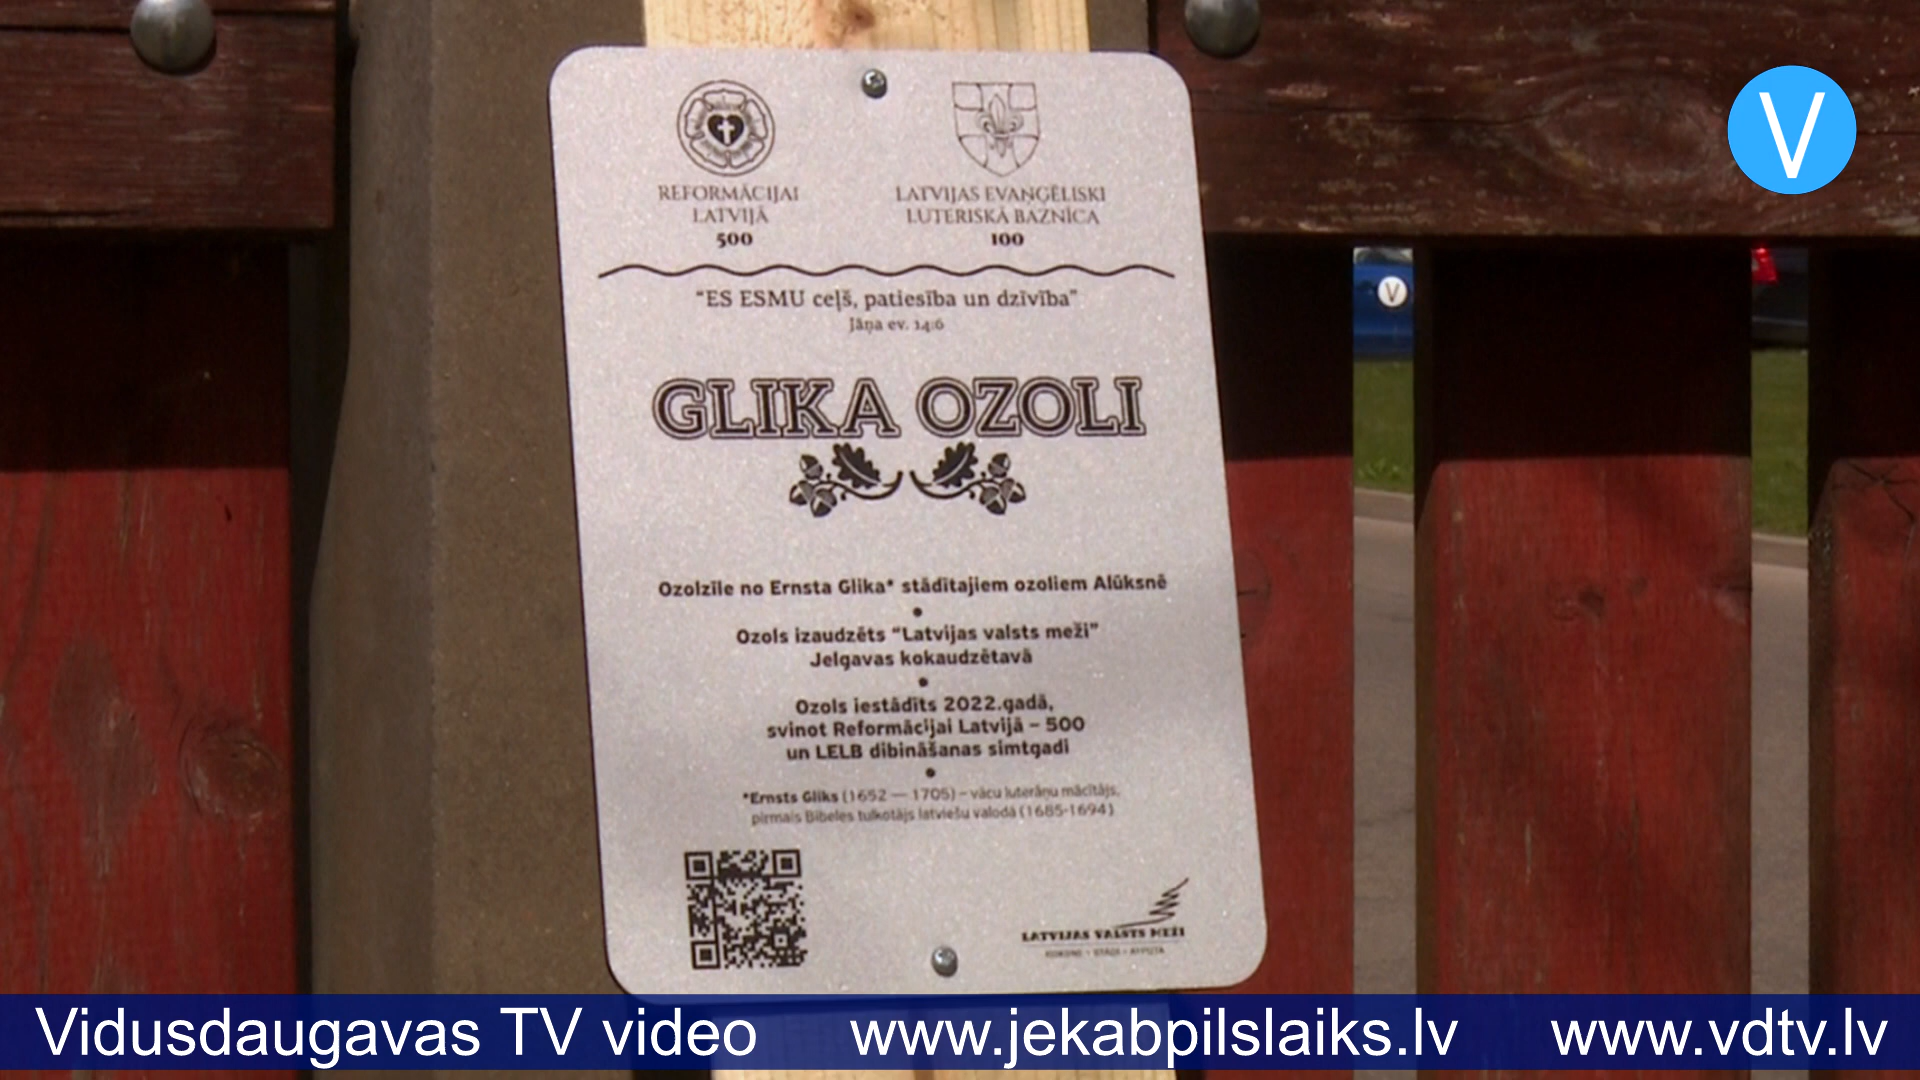 V
REFORMĀCIJAI
LATVIJĀ
500
LATVIJAS EVAŅĢĒLISKI
LUTERISKĀ BAZNĪCA
100
V
“ES ESMU ceļš, patiesība un dzīvība”
Jāņa ev. 14:6
GLIKA OZOLI
Ozolzīle no Ernsta Glika* stādītajiem ozoliem Alūksnē
Ozols izaudzēts “Latvijas valsts meži”
Jelgavas kokaudzētavā
Ozols iestādīts 2022.gadā,
svinot Reformācijai Latvijā – 500
un LELB dibināšanas simtgadi
*Ernsts Gliks (1652 — 1705) – vācu luterāņu mācītājs,
pirmais Bībeles tulkotājs latviešu valodā (1685-1694)
LATVIJAS VALSTS MEŽI
Vidusdaugavas TV video www.jekabpilslaiks.lv www.vdtv.lv